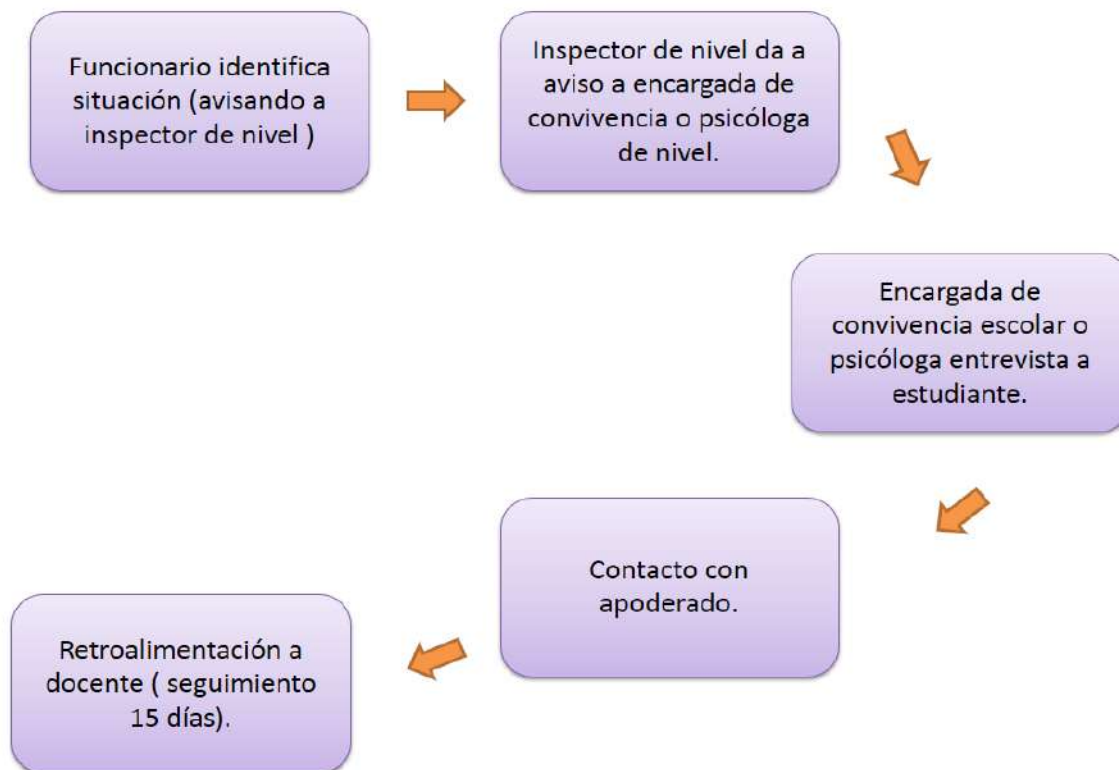 Funcionario identifica
situación (avisando a
inspector de nivel )
Inspector de nivel da a
aviso a encargada de
convivencia o psicóloga
de nivel.
Encargada de
convivencia escolar o
psicóloga entrevista a
estudiante.
Contacto con
apoderado.
Retroalimentación a
docente ( seguimiento
15 días).